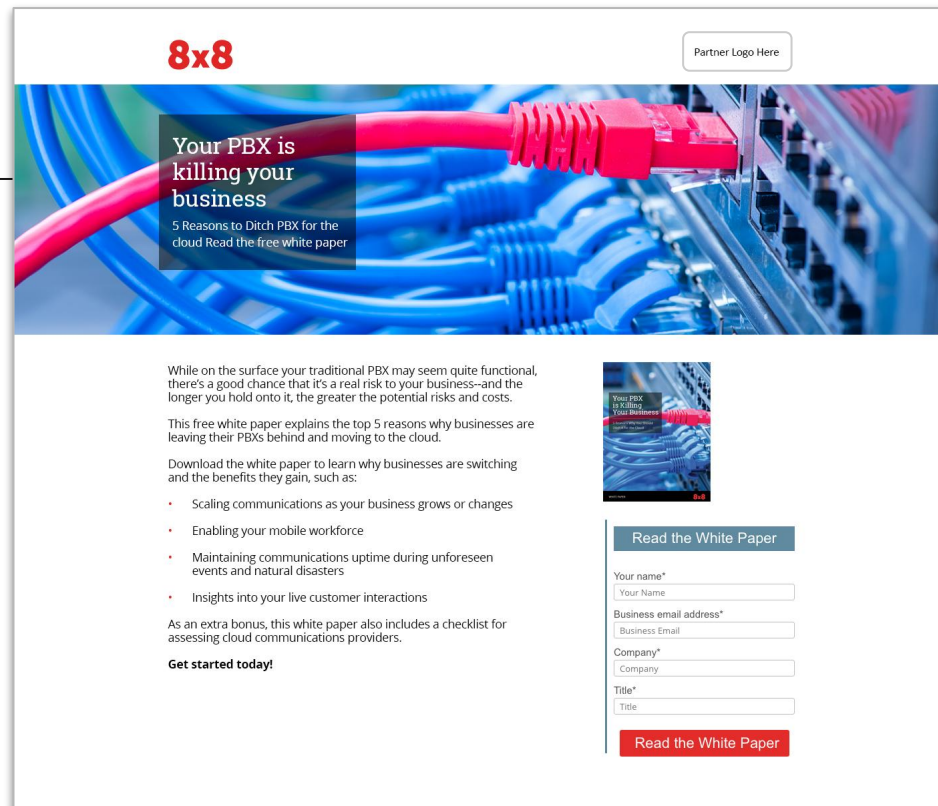 8x8
Partner Logo Here
Your PBX is
killing your
business
5 Reasons to Ditch PBX for the
cloud Read the free white paper
While on the surface your traditional PBX may seem quite functional,
there's a good chance that it's a real risk to your business--and the
longer you hold onto it, the greater the potential risks and costs.
This free white paper explains the top 5 reasons why businesses are
leaving their PBXs behind and moving to the cloud.
Download the white paper to learn why businesses are switching
and the benefits they gain, such as:
• Scaling communications as your business grows or changes
• Enabling your mobile workforce
• Maintaining communications uptime during unforeseen
events and natural disasters
• Insights into your live customer interactions
As an extra bonus, this white paper also includes a checklist for
assessing cloud communications providers.
Get started today!
Your PBX
is Killing
Your Business
8x8
Read the White Paper
Your name*
Your Name
Business email address*
Business Email
Company*
Company
Title*
Title
Read the White Paper